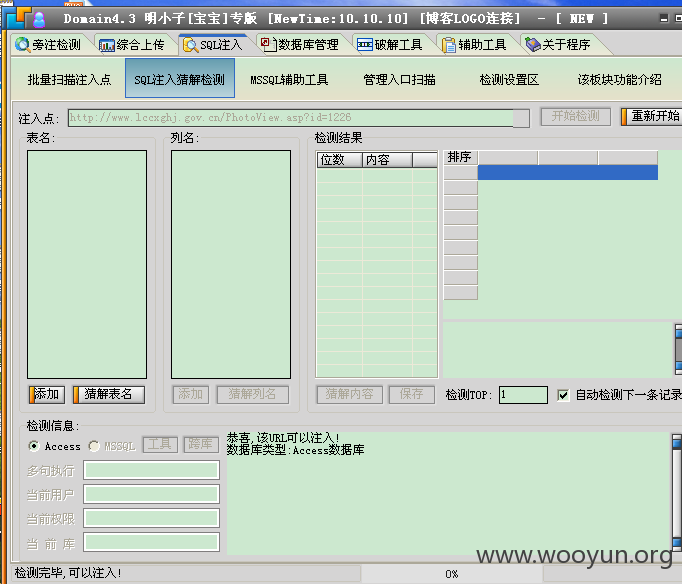 Domain4.3 明小子[宝宝]专版 [NewTime:10.10.10] [博客LOGO连接] - [ NEW ]
旁注检测 综合上传 SQL注入 数据库管理 破解工具 辅助工具 关于程序
批量扫描注入点 SQL注入猜解检测 MSSQL辅助工具 管理入口扫描 检测设置区 该板块功能介绍
注入点: http://www.lccxghj.gov.cn/PhotoView.asp?id=1226 开始检测 重新开始
表名: 列名: 检测结果
位数 内容 排序
添加 猜解表名 添加 猜解列名 猜解内容 保存 检测TOP: 1 自动检测下一条记录
检测信息:
Access MSSQL 工具 跨库
多句执行
当前用户
当前权限
当 前 库
恭喜,该URL可以注入!
数据库类型:Access数据库
www.wooyun.org
检测完毕,可以注入! 0%